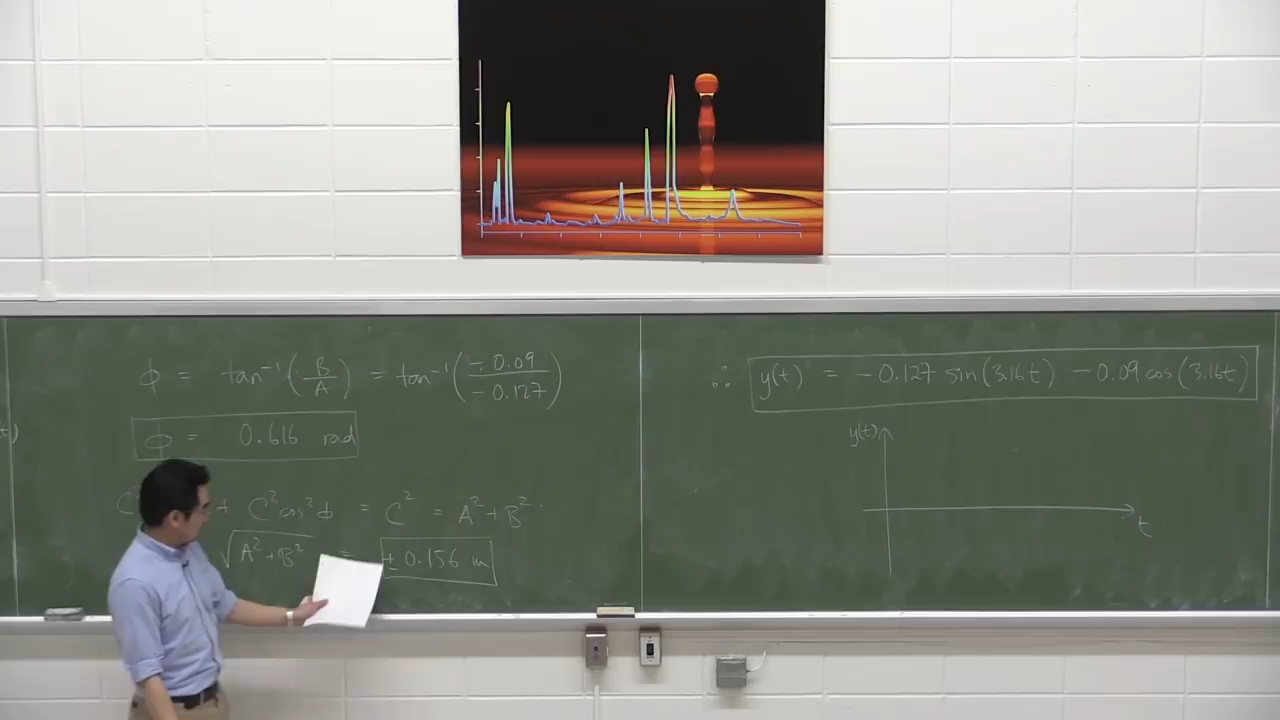 t)
ϕ = tan⁻¹(B/A) = tan⁻¹(-0.09/-0.127)
ϕ = 0.616 rad
C² + C²cos²ϕ = C² = A² + B²
√(A²+B²) = ±0.156 m
∴ y(t) = -0.127 sin(3.16t) - 0.09 cos(3.16t)
y(t)
t